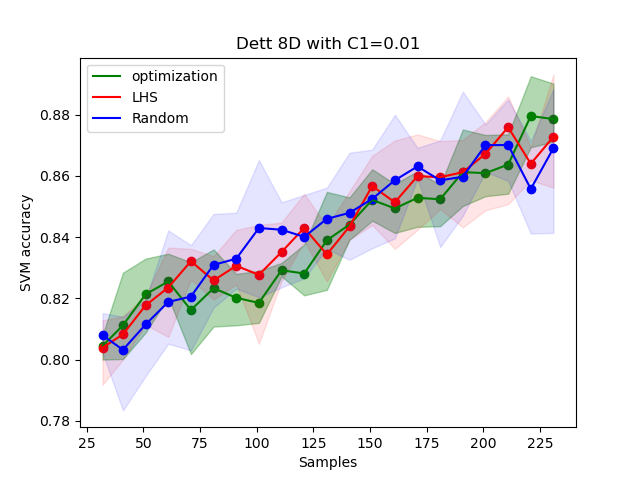 Dett 8D with C1=0.01
optimization
LHS
Random
SVM accuracy
0.88
0.86
0.84
0.82
0.80
0.78
25 50 75 100 125 150 175 200 225
Samples